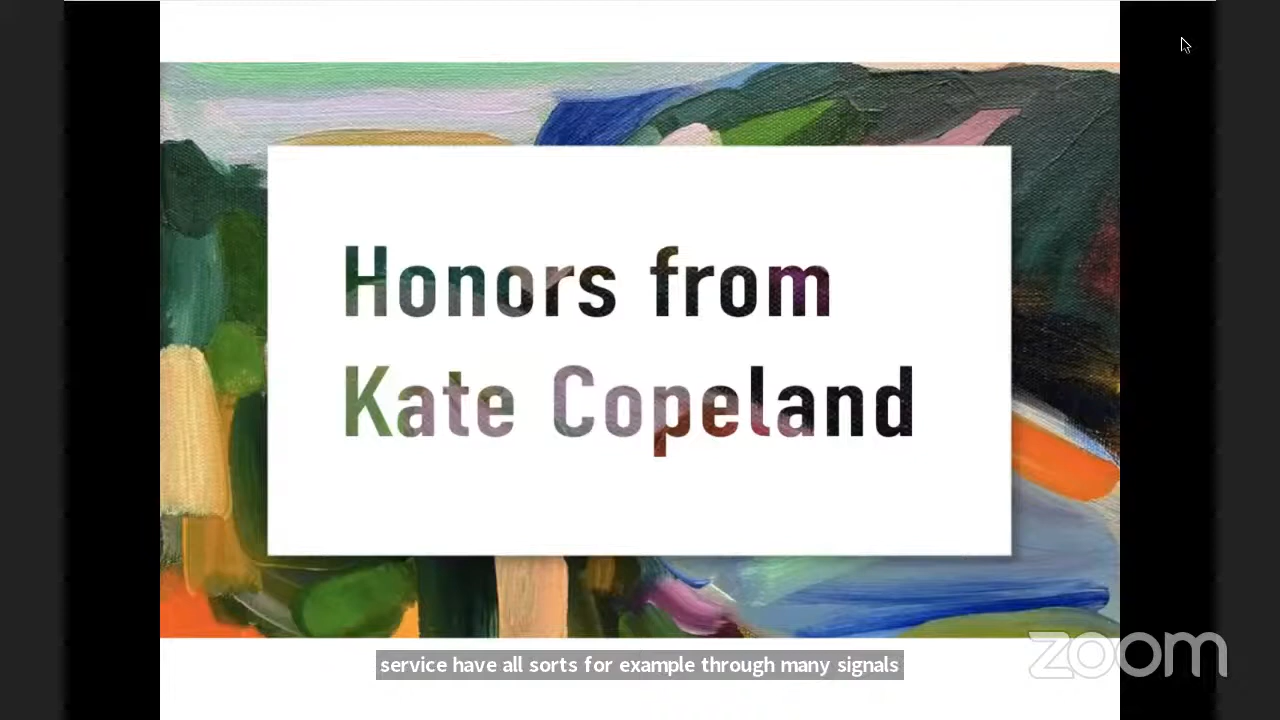 Honors from
Kate Copeland
service have all sorts for example through many signals
zoom